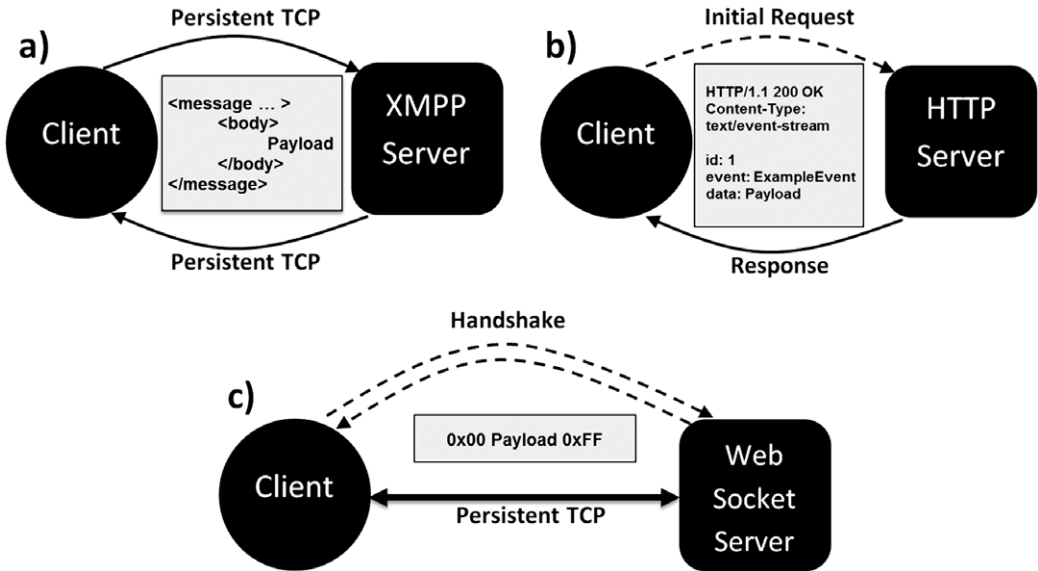 a)
Persistent TCP
Client
<message ... >
<body>
Payload
</body>
</message>
XMPP
Server
Persistent TCP
b)
Initial Request
Client
HTTP/1.1 200 OK
Content-Type:
text/event-stream
id: 1
event: ExampleEvent
data: Payload
HTTP
Server
Response
c)
Handshake
Client
0x00 Payload 0xFF
Persistent TCP
Web
Socket
Server